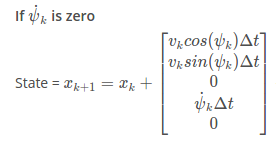 If ψ̇ₖ is zero
State = xₖ₊₁ = xₖ + [vₖcos(ψₖ)Δt
vₖsin(ψₖ)Δt
0
ψ̇ₖΔt
0]